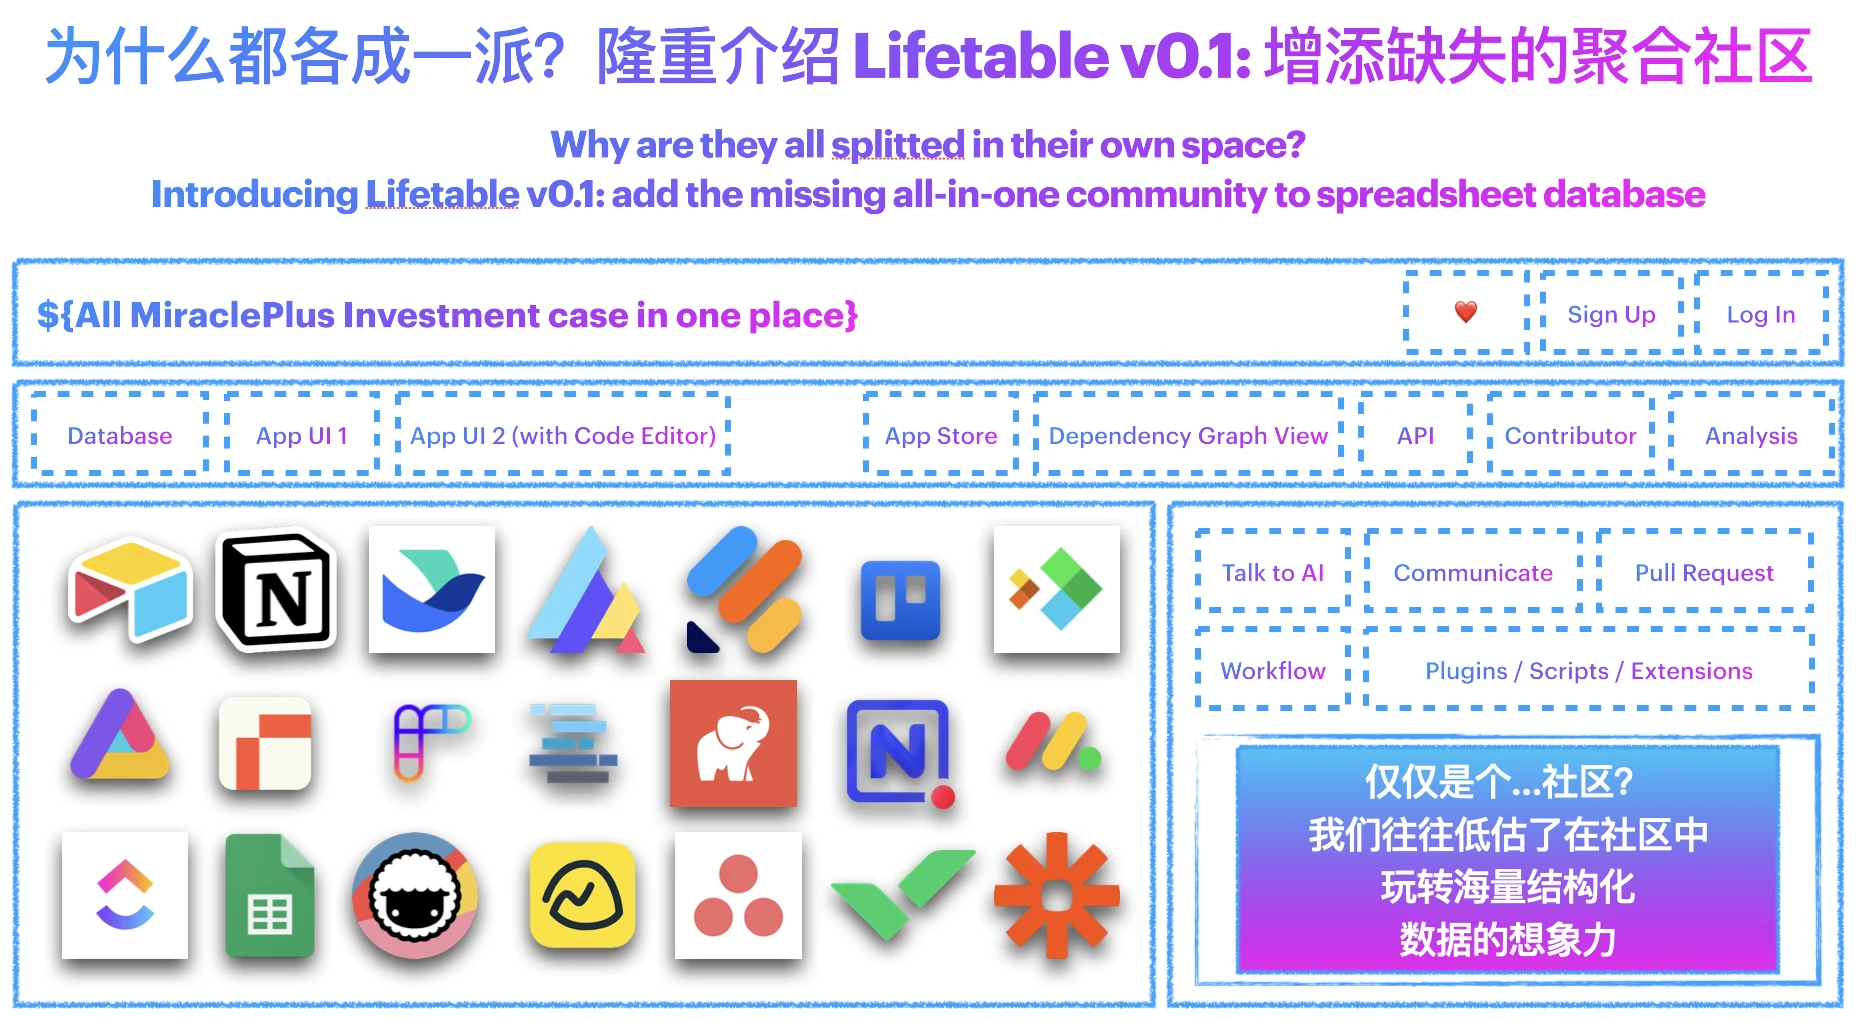 为什么都各成一派？隆重介绍 Lifetable v0.1: 增添缺失的聚合社区
Why are they all splitted in their own space?
Introducing Lifetable v0.1: add the missing all-in-one community to spreadsheet database
${All MiraclePlus Investment case in one place}
❤️
Sign Up
Log In
Database
App UI 1
App UI 2 (with Code Editor)
App Store
Dependency Graph View
API
Contributor
Analysis
N
N
Talk to AI
Communicate
Pull Request
Workflow
Plugins / Scripts / Extensions
仅仅是个...社区?
我们往往低估了在社区中
玩转海量结构化
数据的想象力